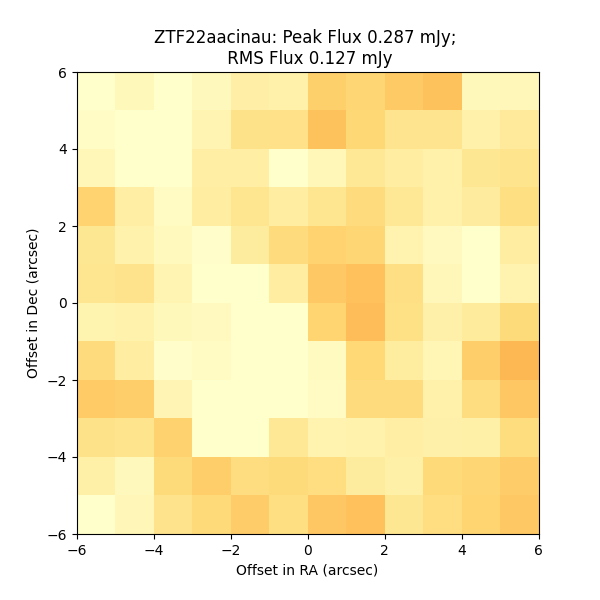 ZTF22aacinau: Peak Flux 0.287 mJy;
RMS Flux 0.127 mJy
6
4
2
0
−2
−4
−6
Offset in Dec (arcsec)
−6 −4 −2 0 2 4 6
Offset in RA (arcsec)